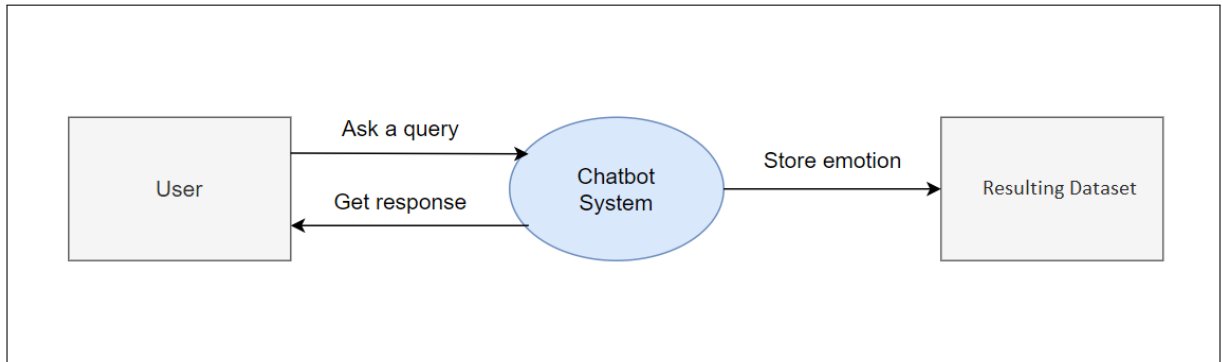 Ask a query
User
Get response
Chatbot
System
Store emotion
Resulting Dataset